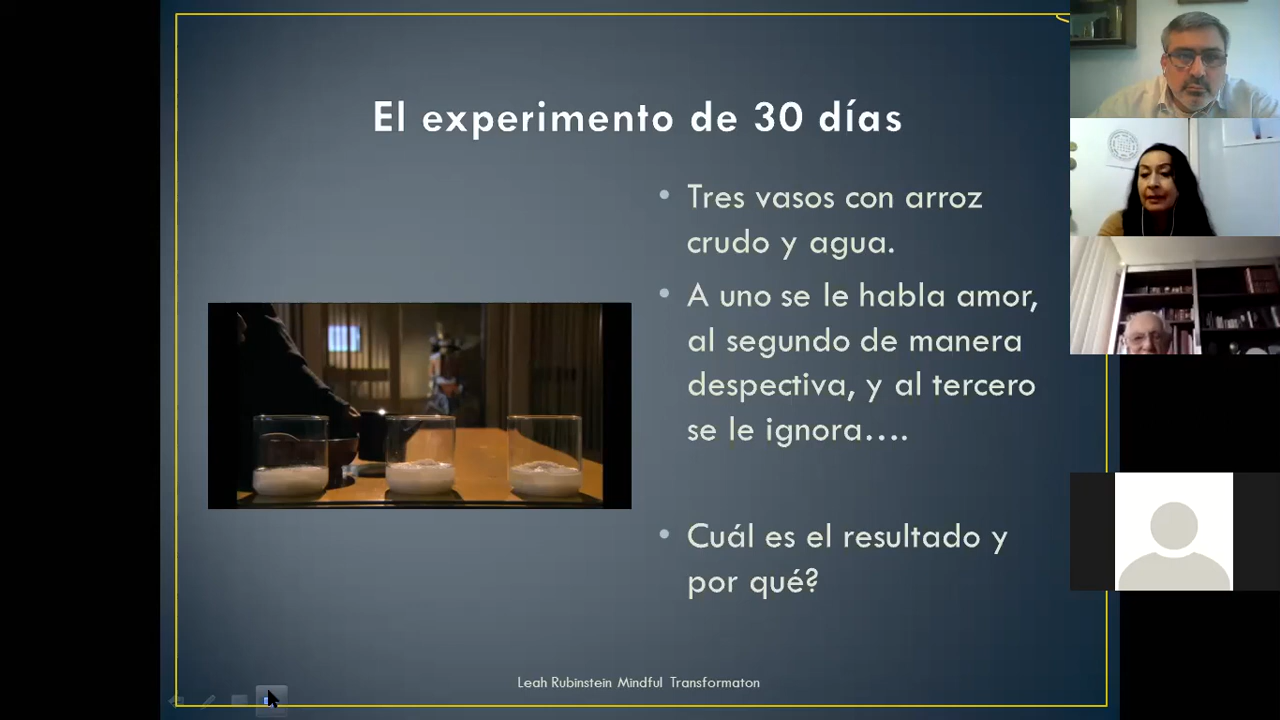 El experimento de 30 días
Tres vasos con arroz
crudo y agua.
A uno se le habla amor,
al segundo de manera
despectiva, y al tercero
se le ignora....
Cuál es el resultado y
por qué?
Leah Rubinstein Mindful Transformaton